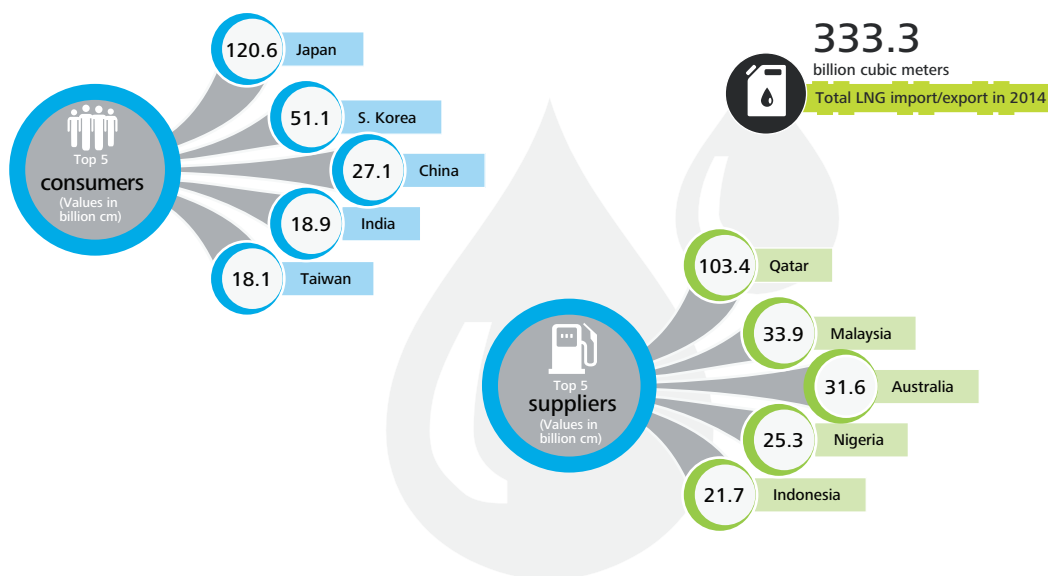 333.3
billion cubic meters
Total LNG import/export in 2014
Top 5
consumers
(Values in
billion cm)
120.6 Japan
51.1 S. Korea
27.1 China
18.9 India
18.1 Taiwan
Top 5
suppliers
(Values in
billion cm)
103.4 Qatar
33.9 Malaysia
31.6 Australia
25.3 Nigeria
21.7 Indonesia